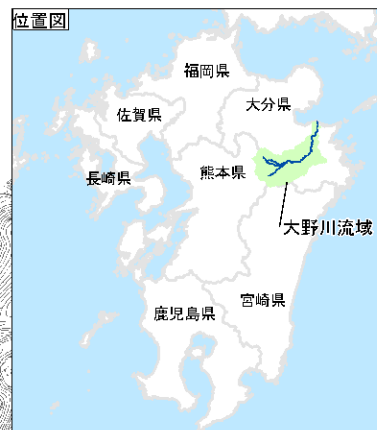 位置図
福岡県
大分県
佐賀県
熊本県
長崎県
大野川流域
宮崎県
鹿児島県